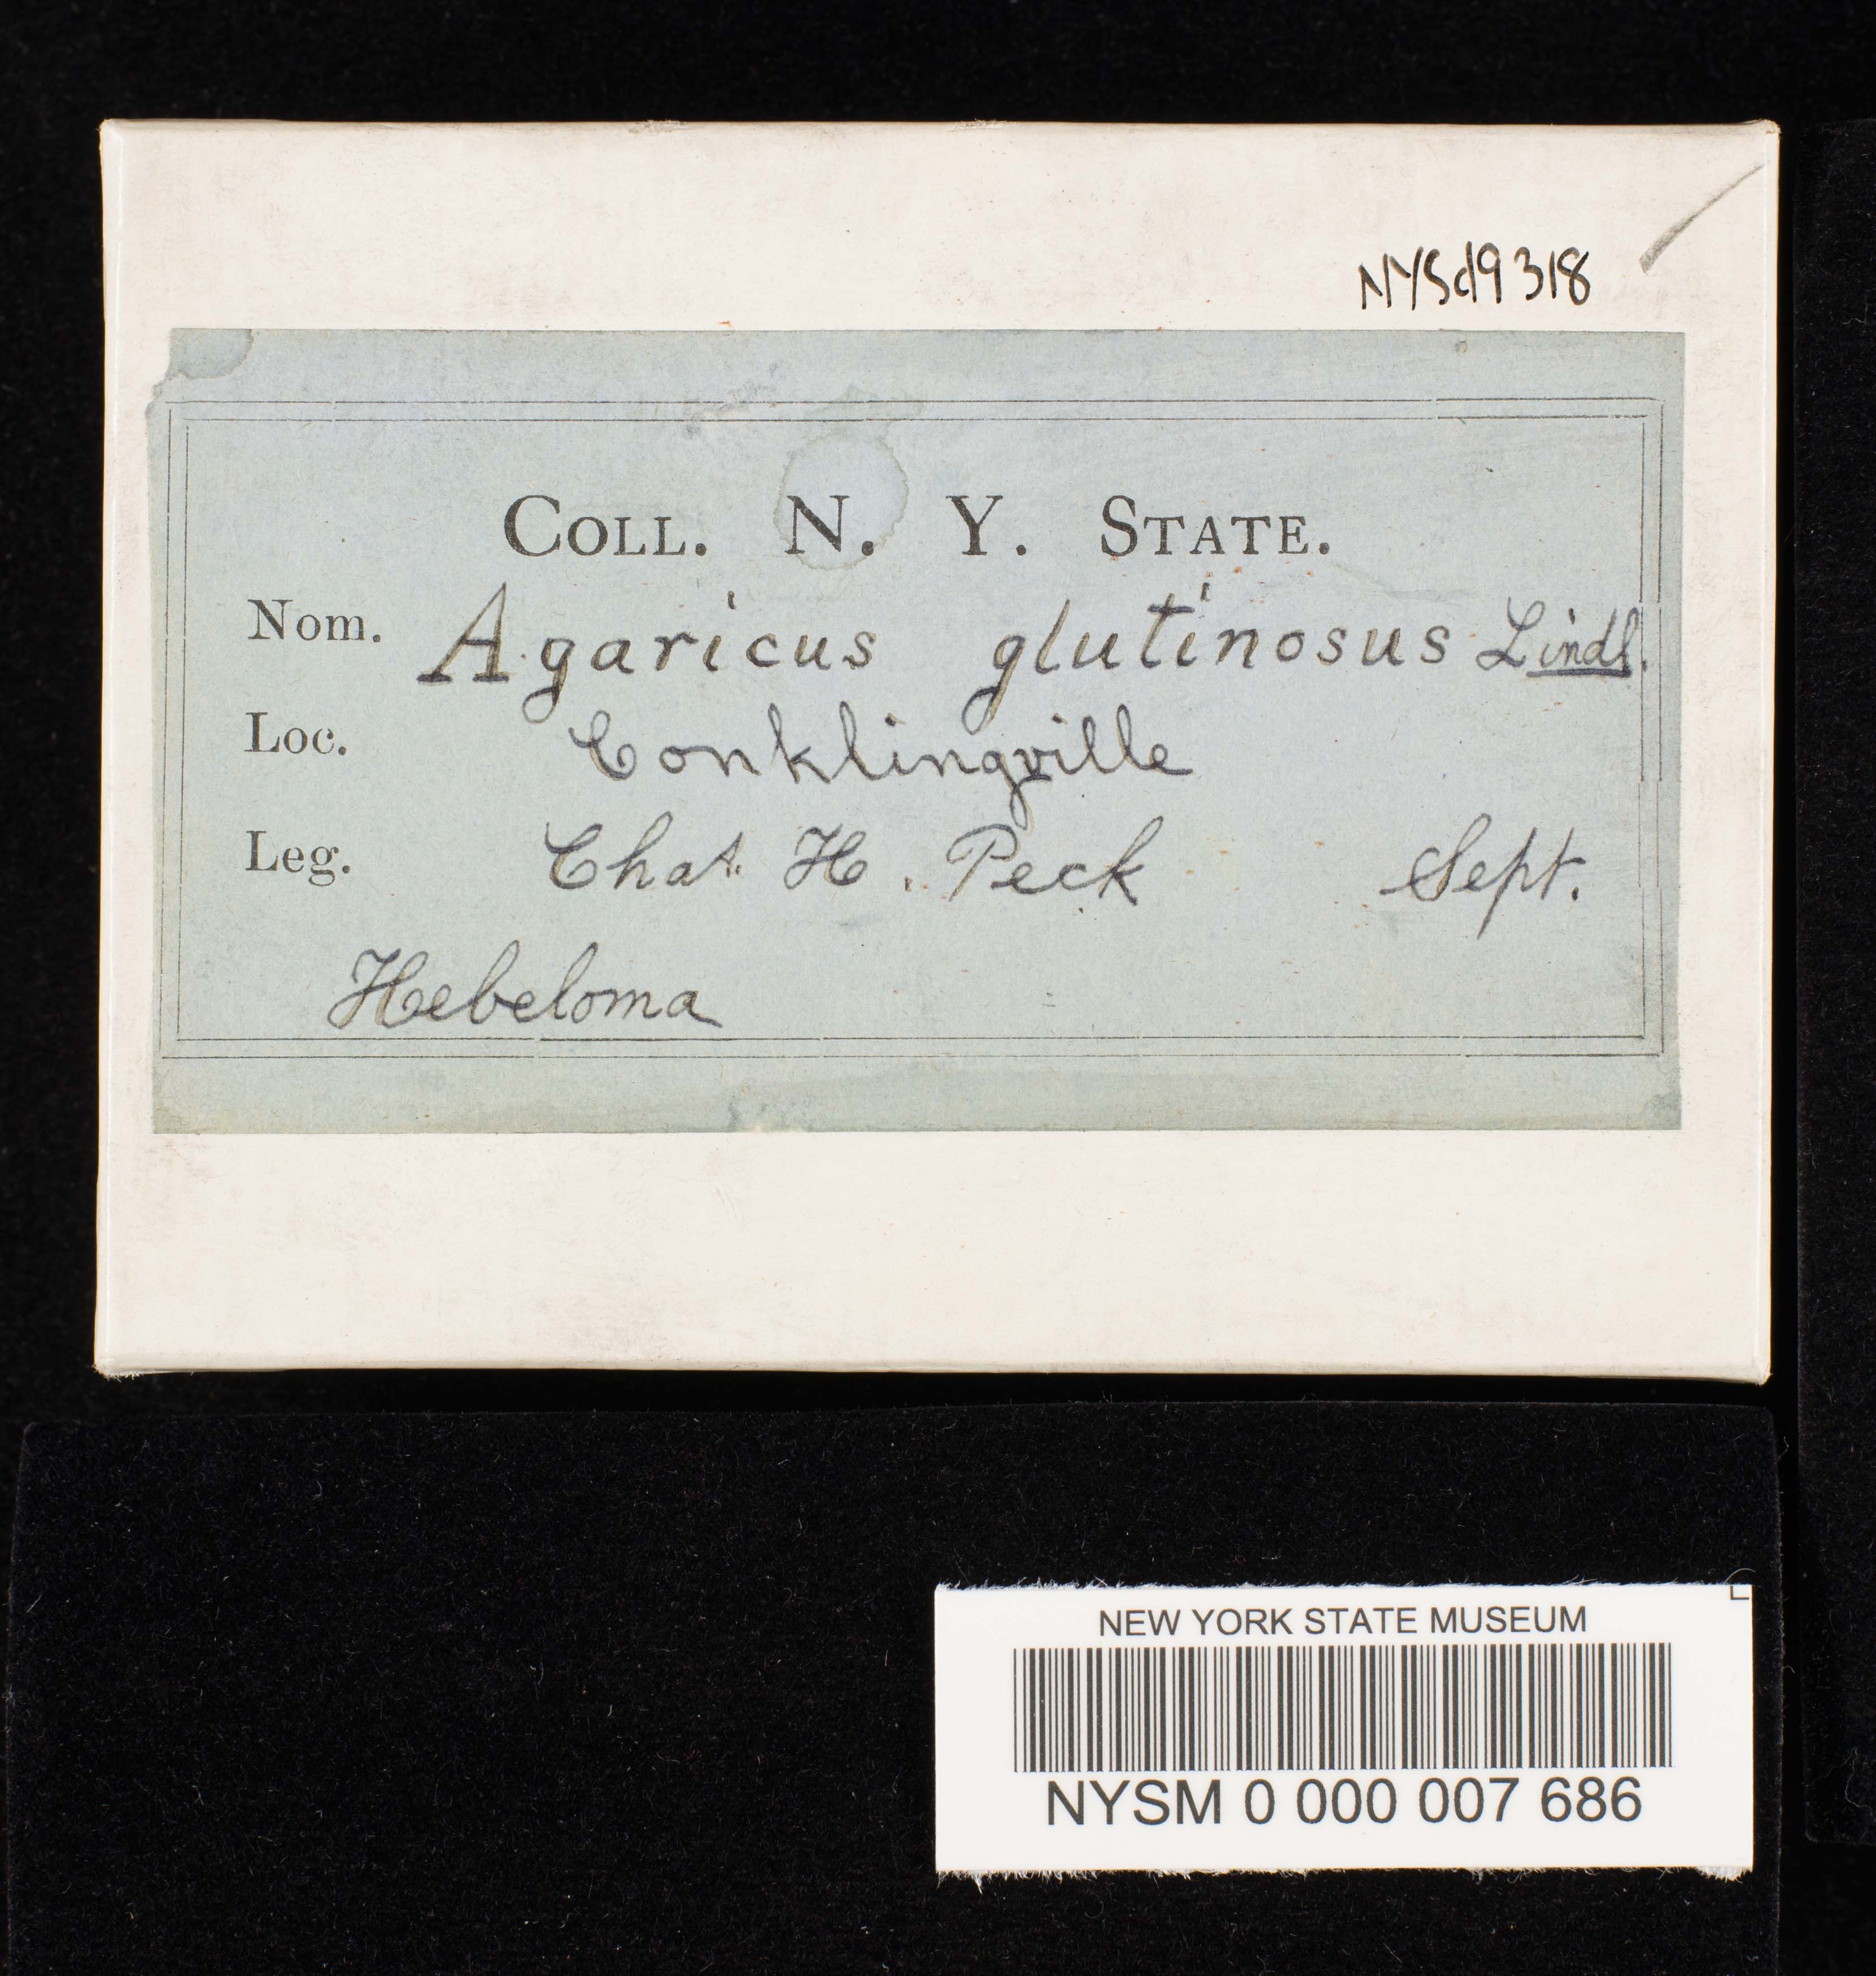 NYSd9318
COLL. N. Y. STATE.
Nom. Agaricus glutinosus Lindl.
Loc. Conklingville
Leg. Chas. H. Peck Sept.
Hebeloma
NEW YORK STATE MUSEUM
NYSM 0 000 007 686